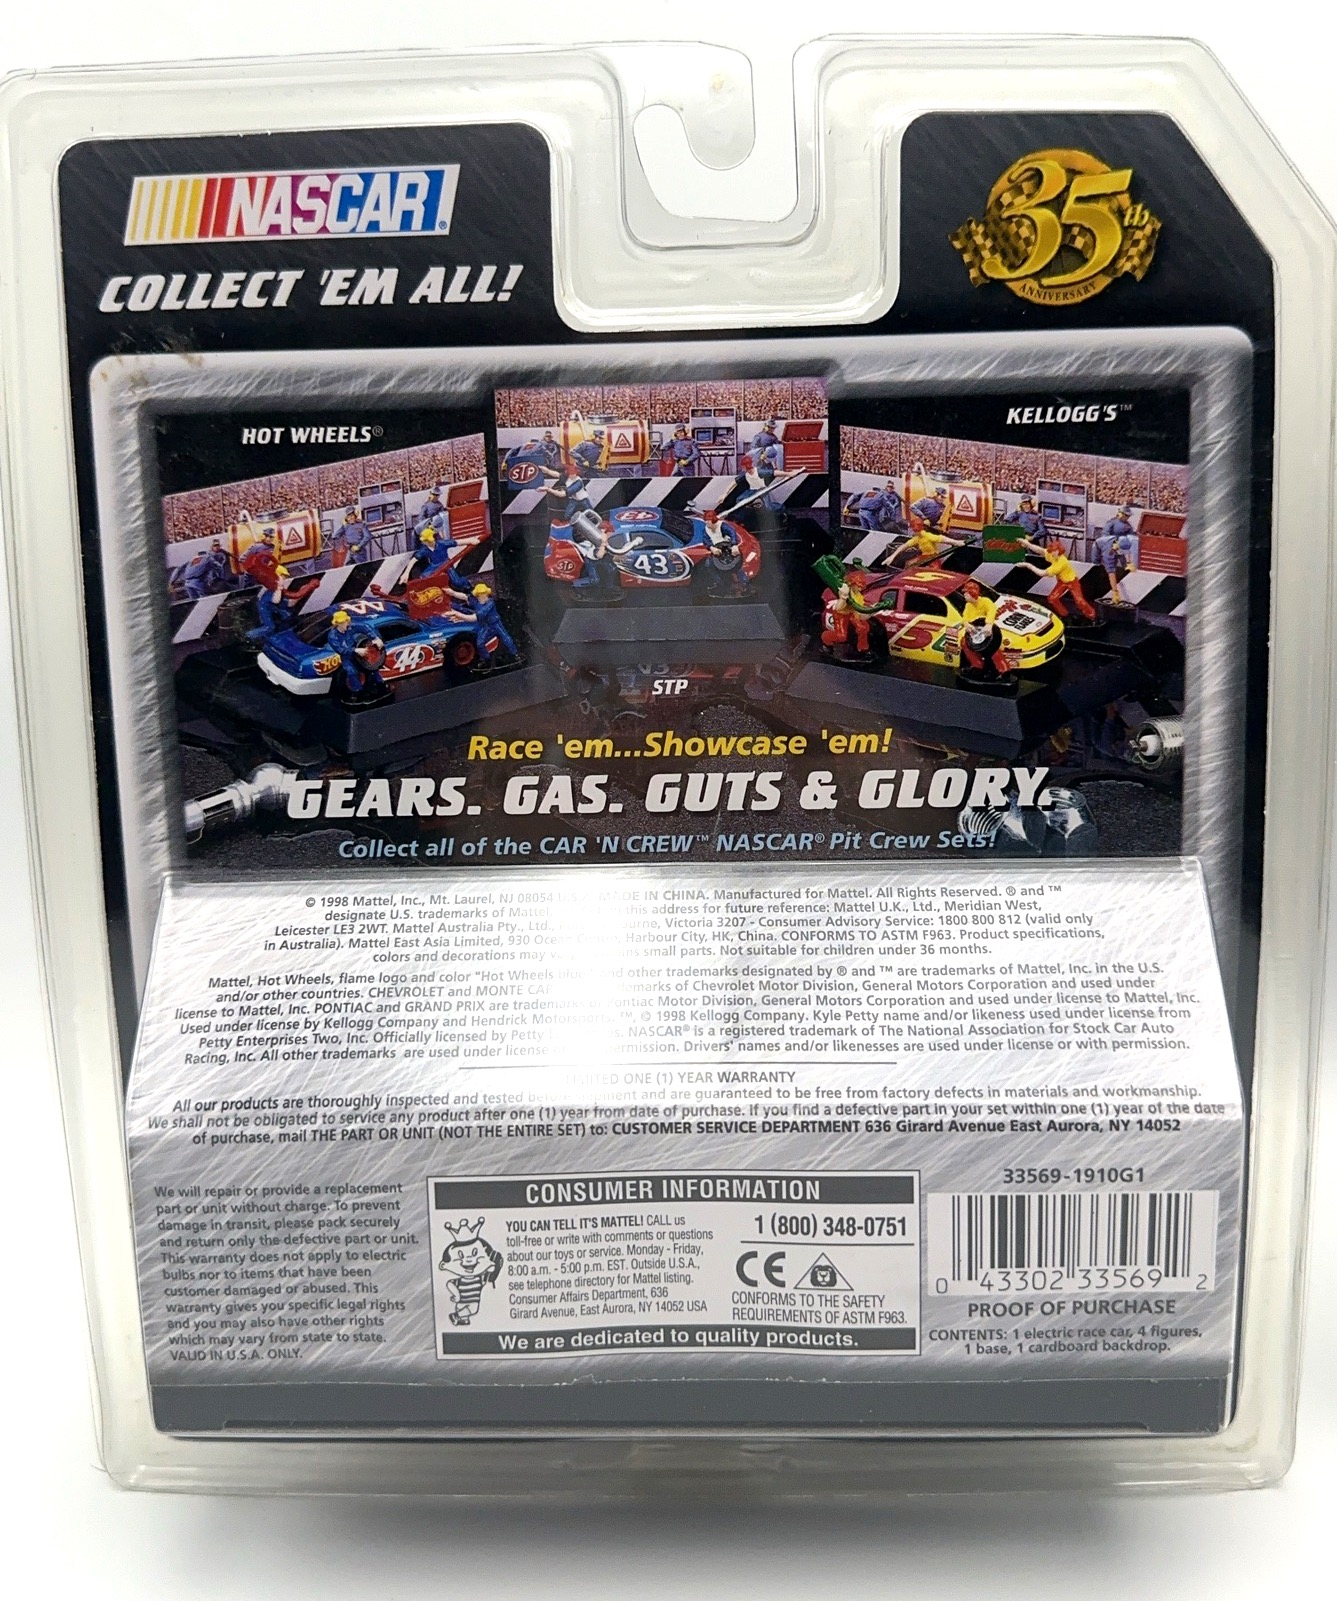 NASCAR®
COLLECT 'EM ALL!
35th
ANNIVERSARY
HOT WHEELS®
KELLOGG'S™
STP
43
STP
44
44
5
43
STP
Race 'em...Showcase 'em!
GEARS. GAS. GUTS & GLORY.
Collect all of the CAR 'N CREW™ NASCAR® Pit Crew Sets!
© 1998 Mattel, Inc., Mt. Laurel, NJ 08054 U.S.A. MADE IN CHINA. Manufactured for Mattel. All Rights Reserved. ® and ™
designate U.S. trademarks of Mattel, this address for future reference: Mattel U.K., Ltd., Meridian West,
Leicester LE3 2WT. Mattel Australia Pty., Ltd., Victoria 3207 - Consumer Advisory Service: 1800 800 812 (valid only
in Australia). Mattel East Asia Limited, 930 Ocean Centre, Harbour City, HK, China. CONFORMS TO ASTM F963. Product specifications,
colors and decorations may small parts. Not suitable for children under 36 months.
Mattel, Hot Wheels, flame logo and color "Hot Wheels blue" and other trademarks designated by ® and ™ are trademarks of Mattel, Inc. in the U.S.
and/or other countries. CHEVROLET and MONTE of Chevrolet Motor Division, General Motors Corporation and used under
license to Mattel, Inc. PONTIAC and GRAND PRIX are trademarks of Pontiac Motor Division, General Motors Corporation and used under license to Mattel, Inc.
Used under license by Kellogg Company and Hendrick Motorsports. ™, © 1998 Kellogg Company. Kyle Petty name and/or likeness used under license from
Petty Enterprises Two, Inc. Officially licensed by Petty NASCAR® is a registered trademark of The National Association for Stock Car Auto
Racing, Inc. All other trademarks are used under license or permission. Drivers' names and/or likenesses are used under license or with permission.
LIMITED ONE (1) YEAR WARRANTY
All our products are thoroughly inspected and tested before shipment and are guaranteed to be free from factory defects in materials and workmanship.
We shall not be obligated to service any product after one (1) year from date of purchase. If you find a defective part in your set within one (1) year of the date
of purchase, mail THE PART OR UNIT (NOT THE ENTIRE SET) to: CUSTOMER SERVICE DEPARTMENT 636 Girard Avenue East Aurora, NY 14052
We will repair or provide a replacement
part or unit without charge. To prevent
damage in transit, please pack securely
and return only the defective part or unit.
This warranty does not apply to electric
bulbs nor to items that have been
customer damaged or abused. This
warranty gives you specific legal rights
and you may also have other rights
which may vary from state to state.
VALID IN U.S.A. ONLY.
CONSUMER INFORMATION
YOU CAN TELL IT'S MATTEL! CALL us
toll-free or write with comments or questions
about our toys or service. Monday - Friday,
8:00 a.m. - 5:00 p.m. EST. Outside U.S.A.,
see telephone directory for Mattel listing.
Consumer Affairs Department, 636
Girard Avenue, East Aurora, NY 14052 USA
1 (800) 348-0751
CE
CONFORMS TO THE SAFETY
REQUIREMENTS OF ASTM F963.
We are dedicated to quality products.
33569-1910G1
0 43302 33569 2
PROOF OF PURCHASE
CONTENTS: 1 electric race car, 4 figures,
1 base, 1 cardboard backdrop.